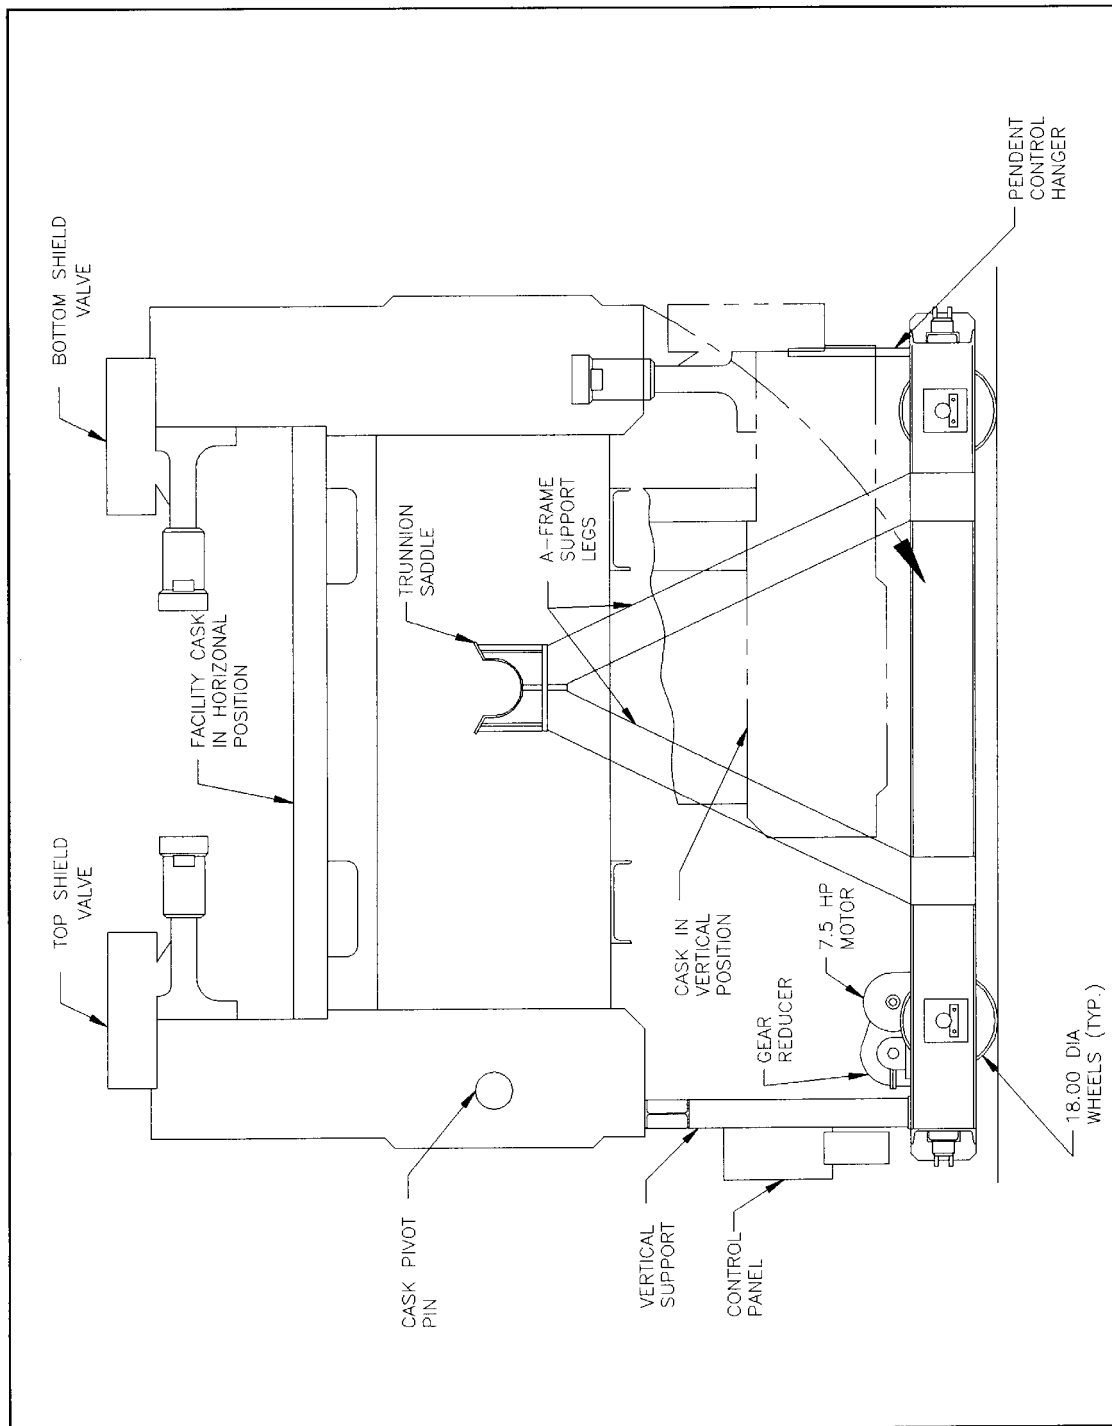 TOP SHIELD
VALVE
BOTTOM SHIELD
VALVE
FACILITY CASK
IN HORIZONAL
POSITION
CASK PIVOT
PIN
TRUNNION
SADDLE
A-FRAME
SUPPORT
LEGS
VERTICAL
SUPPORT
CONTROL
PANEL
CASK IN
VERTICAL
POSITION
GEAR
REDUCER
7.5 HP
MOTOR
PENDENT
CONTROL
HANGER
18.00 DIA
WHEELS (TYP.)